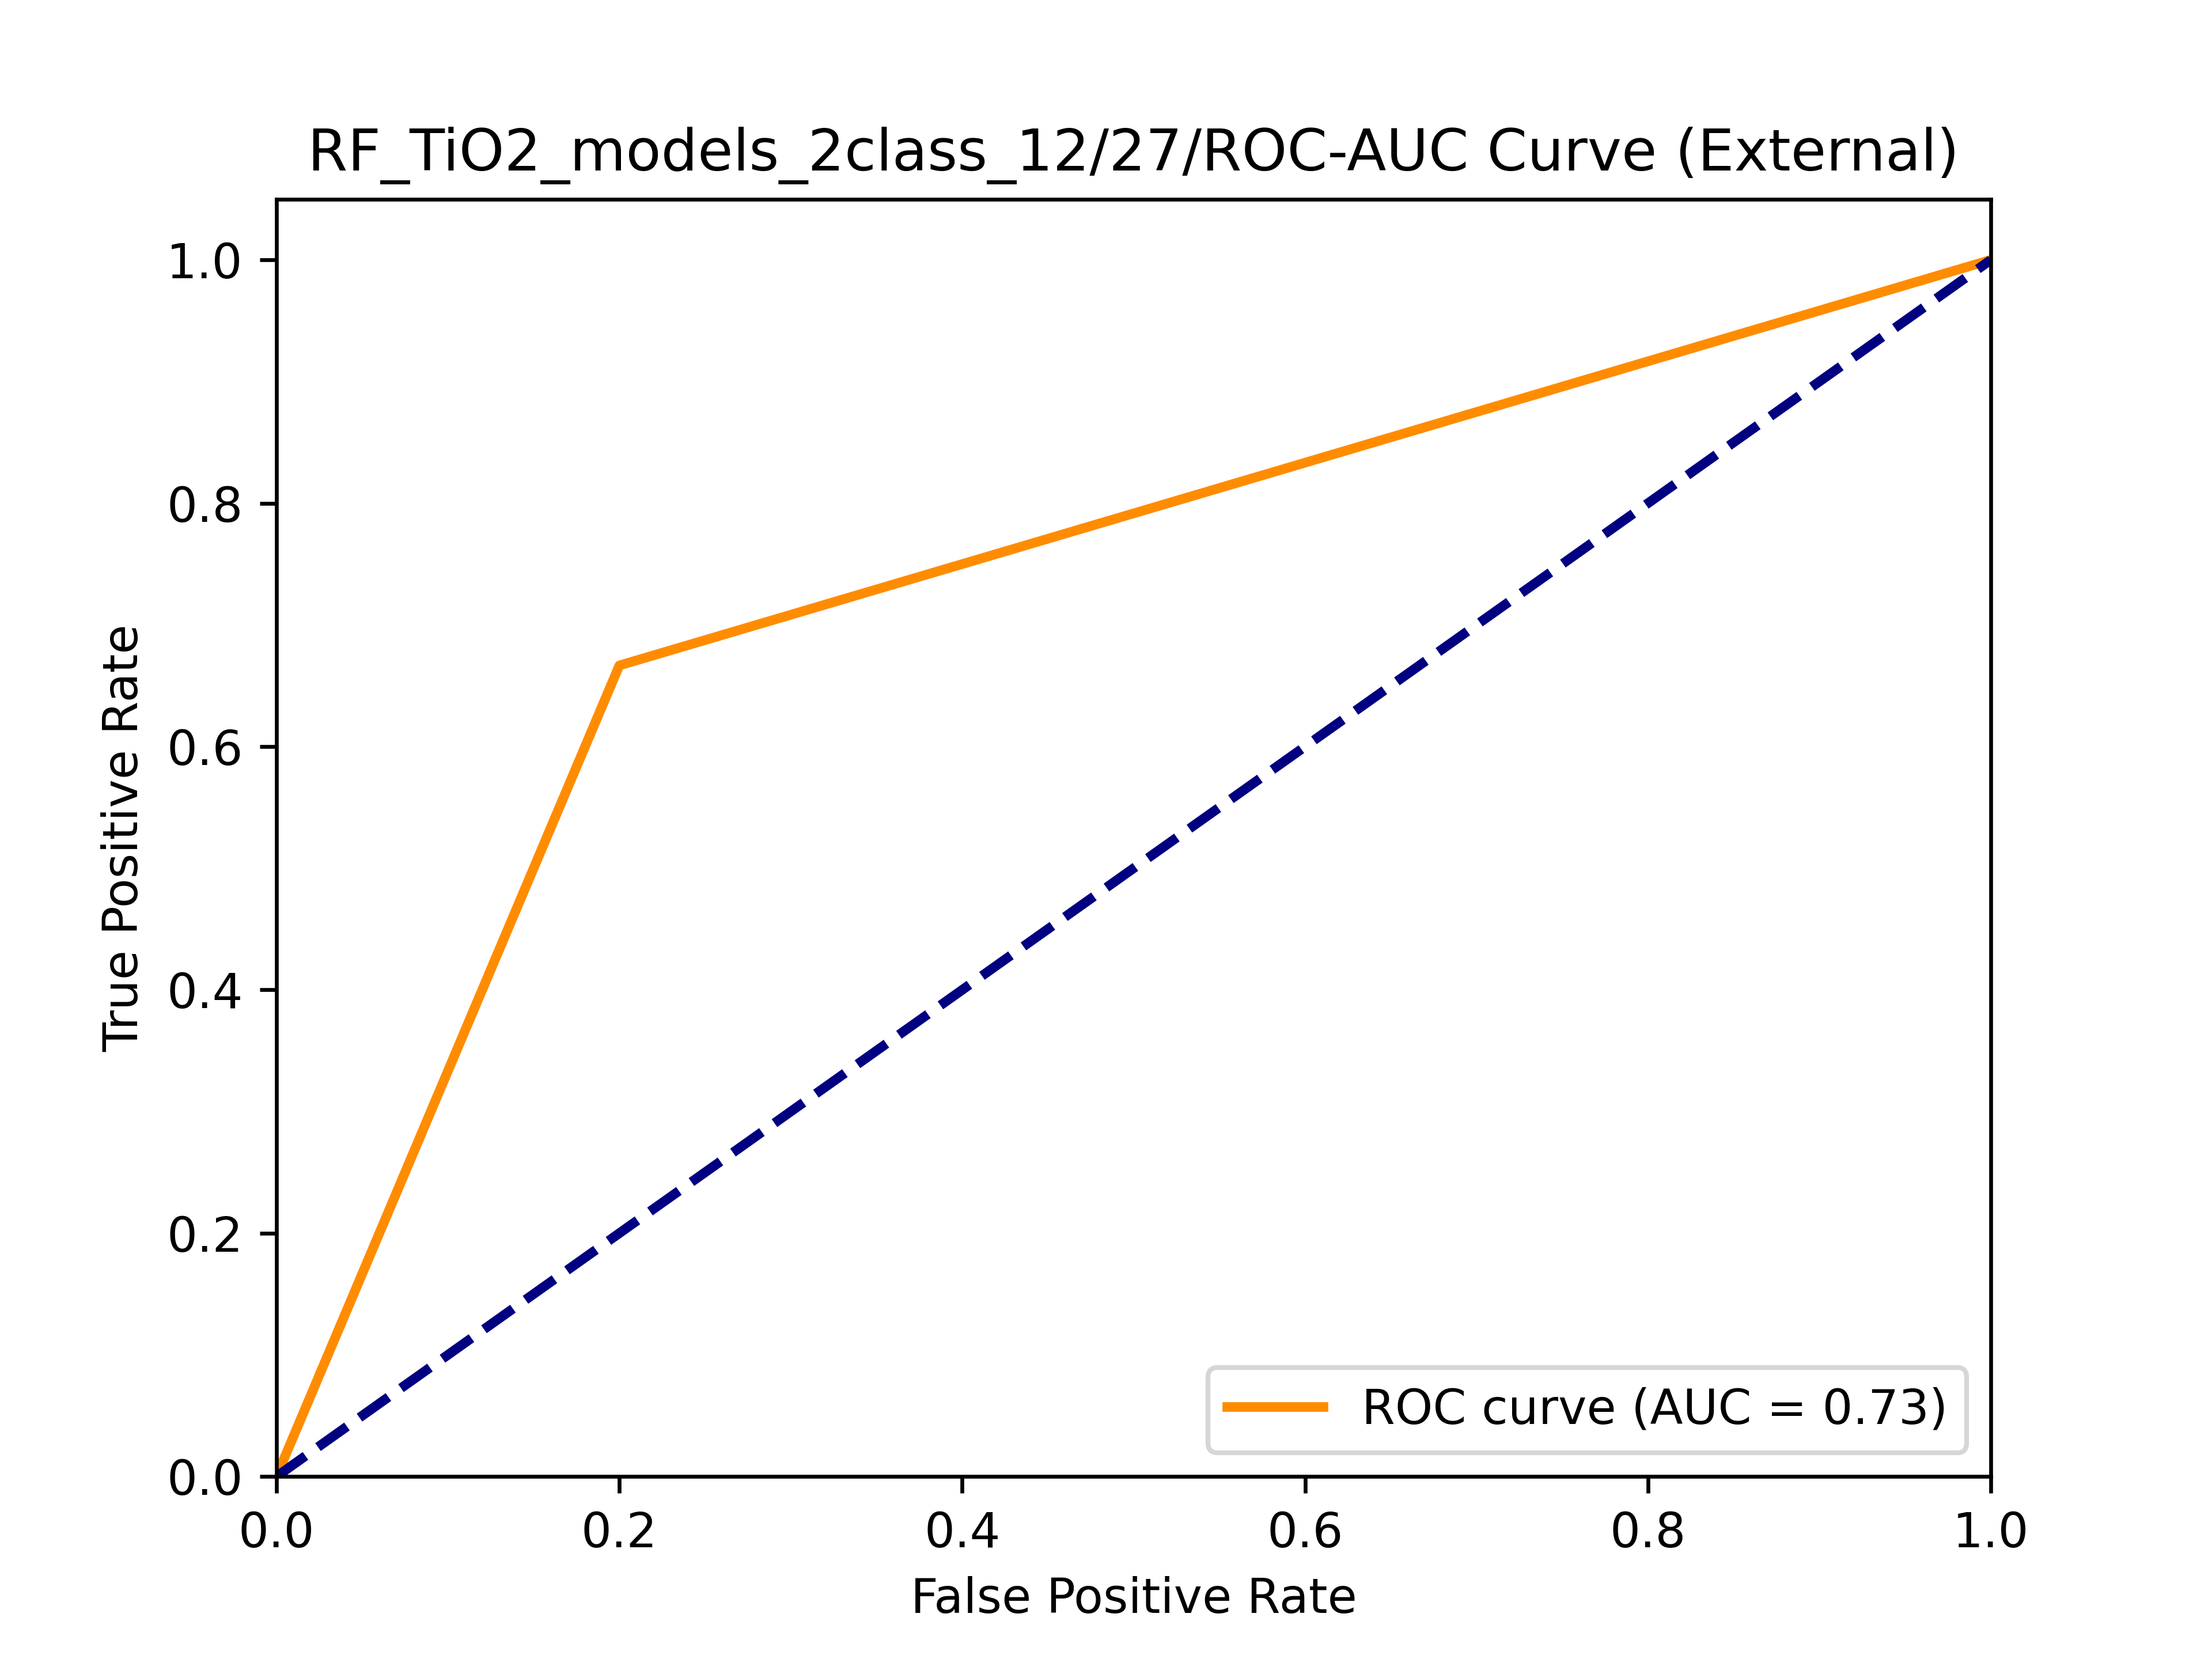 RF_TiO2_models_2class_12/27/ROC-AUC Curve (External)
True Positive Rate
1.0
0.8
0.6
0.4
0.2
0.0
ROC curve (AUC = 0.73)
0.0 0.2 0.4 0.6 0.8 1.0
False Positive Rate